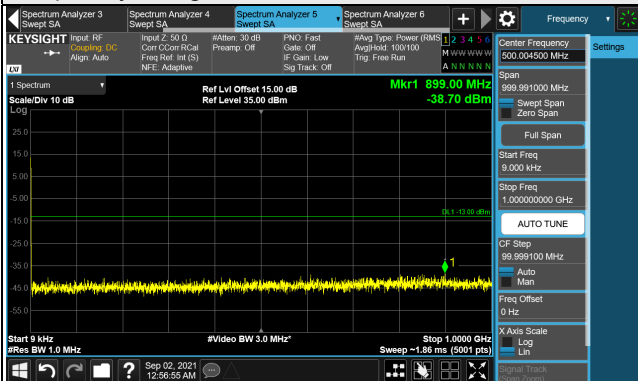 Spectrum Analyzer 3
Swept SA
Spectrum Analyzer 4
Swept SA
Spectrum Analyzer 5
Swept SA
Spectrum Analyzer 6
Swept SA
Frequency
KEYSIGHT
Input: RF
Coupling: DC
Align: Auto
Input Z: 50 Ω
Corr CCorr RCal
Freq Ref: Int (S)
NFE: Adaptive
#Atten: 30 dB
Preamp: Off
PNO: Fast
Gate: Off
IF Gain: Low
Sig Track: Off
#Avg Type: Power (RMS
Avg|Hold: 100/100
Trig: Free Run
1 2 3 4 5 6
M W W W W W
A N N N N N
LXI
1 Spectrum
Scale/Div 10 dB
Ref Lvl Offset 15.00 dB
Ref Level 35.00 dBm
Mkr1 899.00 MHz
-38.70 dBm
Log
25.0
15.0
5.00
-5.00
-15.0
-25.0
-35.0
-45.0
-55.0
DL1 -13.00 dBm
1
Start 9 kHz
#Res BW 1.0 MHz
#Video BW 3.0 MHz*
Stop 1.0000 GHz
Sweep ~1.86 ms (5001 pts)
Center Frequency
500.004500 MHz
Settings
Span
999.991000 MHz
Swept Span
Zero Span
Full Span
Start Freq
9.000 kHz
Stop Freq
1.000000000 GHz
AUTO TUNE
CF Step
99.999100 MHz
Auto
Man
Freq Offset
0 Hz
X Axis Scale
Log
Lin
Signal Track
(Span Zoom)
?
Sep 02, 2021
12:56:55 AM